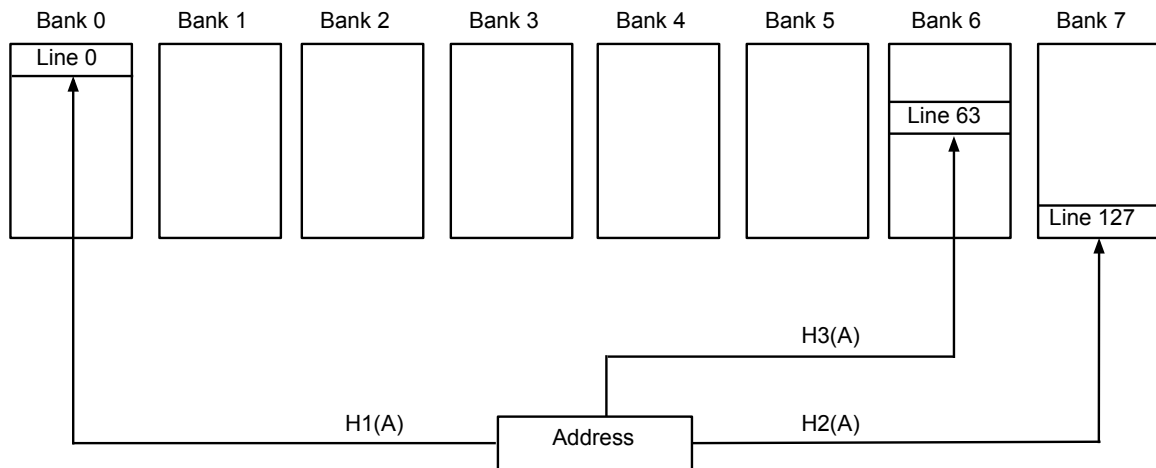 Bank 0 Bank 1 Bank 2 Bank 3 Bank 4 Bank 5 Bank 6 Bank 7
Line 0
Line 63
Line 127
H3(A)
H1(A) Address H2(A)